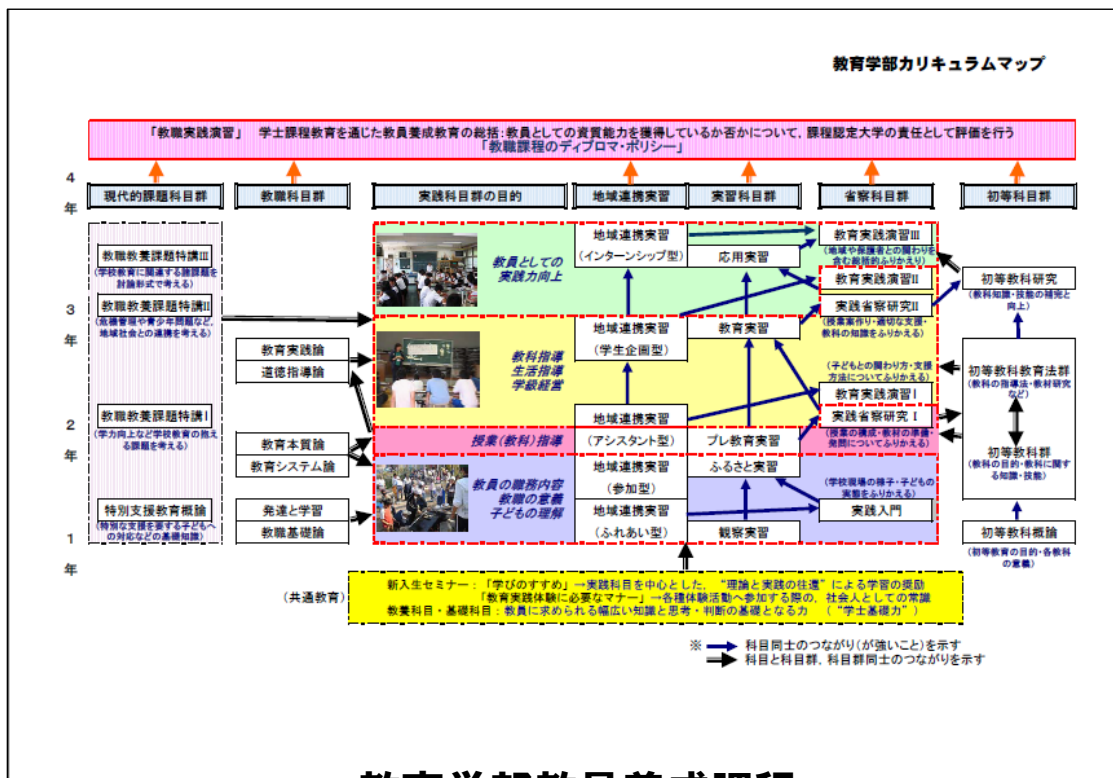 教育学部カリキュラムマップ
「教職実践演習」　学士課程教育を通じた教員養成教育の総括:教員としての資質能力を獲得しているか否かについて，課程認定大学の責任として評価を行う
「教職課程のディプロマ・ポリシー」
4
年
現代的課題科目群
教職科目群
実践科目群の目的
地域連携実習
実習科目群
省察科目群
初等科目群
教職教養課題特講Ⅲ
(学校教育に関連する諸課題を
討論形式で考える)
教員としての
実践力向上
地域連携実習
(インターンシップ型)
応用実習
教育実践演習Ⅲ
(地域や保護者との関わりを
含む総括的ふりかえり)
教育実践演習Ⅱ
初等教科研究
(教科知識・技能の補完と
向上)
3
年
教職教養課題特講Ⅱ
(危機管理や青少年問題など，
地域社会との連携を考える)
実践省察研究Ⅱ
(授業案作り・適切な支援・
教科の知識をふりかえる)
教育実践論
道徳指導論
教科指導
生活指導
学級経営
地域連携実習
(学生企画型)
教育実習
(子どもとの関わり方・支援
方法についてふりかえる)
教育実践演習Ⅰ
初等教科教育法群
(教科の指導法・教材研究
など)
2
年
教職教養課題特講Ⅰ
(学力向上など学校教育の抱え
る課題を考える)
教育本質論
教育システム論
授業(教科)指導
地域連携実習
(アシスタント型)
プレ教育実習
実践省察研究Ⅰ
(授業の構成・教材の準備・
発問についてふりかえる)
初等教科群
(教科の目的・教科に関す
る知識・技能)
教員の職務内容
教職の意義
子どもの理解
地域連携実習
(参加型)
ふるさと実習
(学校現場の様子・子どもの
実態をふりかえる)
1
年
特別支援教育概論
(特別な支援を要する子どもへ
の対応などの基礎知識)
発達と学習
教職基礎論
地域連携実習
(ふれあい型)
観察実習
実践入門
初等教科概論
(初等教育の目的・各教科
の意義)
(共通教育)
新入生セミナー:「学びのすすめ」→実践科目を中心とした，“理論と実践の往還”による学習の奨励
「教育実践体験に必要なマナー」→各種体験活動へ参加する際の，社会人としての常識
教養科目・基礎科目:教員に求められる幅広い知識と思考・判断の基礎となる力　(“学士基礎力”)
※ 科目同士のつながり(が強いこと)を示す
科目と科目群，科目群同士のつながりを示す
教育学部教員養成課程